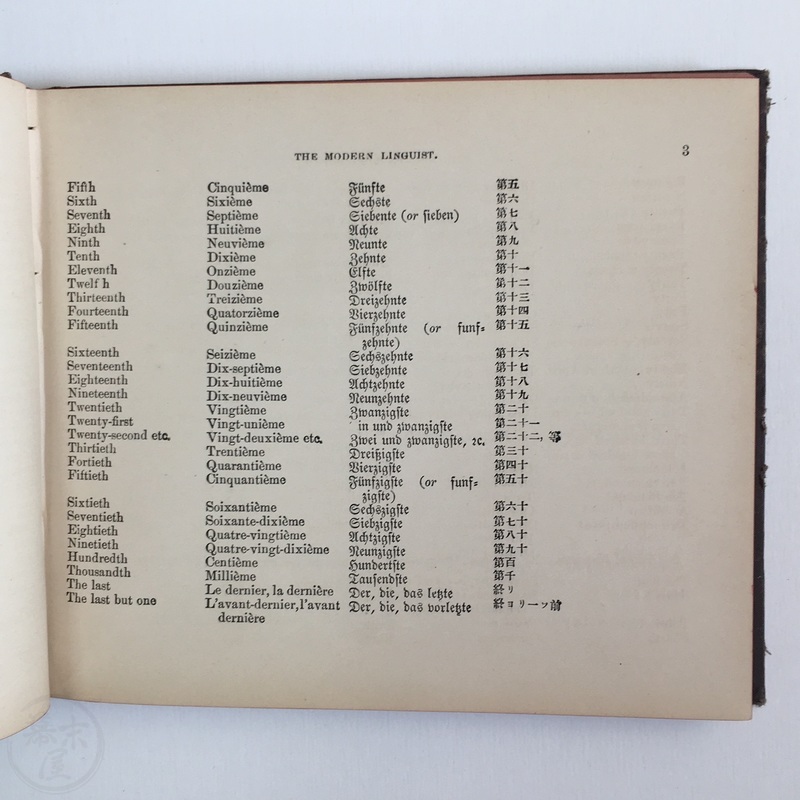 THE MODERN LINGUIST. 3
Fifth Cinquième Fünfte 第五
Sixth Sixième Sechste 第六
Seventh Septième Siebente (or sieben) 第七
Eighth Huitième Achte 第八
Ninth Neuvième Neunte 第九
Tenth Dixième Zehnte 第十
Eleventh Onzième Elfte 第十一
Twelf h Douzième Zwölfte 第十二
Thirteenth Treizième Dreizehnte 第十三
Fourteenth Quatorzième Vierzehnte 第十四
Fifteenth Quinzième Fünfzehnte (or funf= 第十五
zehnte)
Sixteenth Seizième Sechszehnte 第十六
Seventeenth Dix-septième Siebzehnte 第十七
Eighteenth Dix-huitième Achtzehnte 第十八
Nineteenth Dix-neuvième Neunzehnte 第十九
Twentieth Vingtième Zwanzigste 第二十
Twenty-first Vingt-unième in und zwanzigste 第二十一
Twenty-second etc. Vingt-deuxième etc. Zwei und zwanzigste, ꝛc. 第二十二, 等
Thirtieth Trentième Dreißigste 第三十
Fortieth Quarantième Vierzigste 第四十
Fiftieth Cinquantième Fünfzigste (or funf= 第五十
zigste)
Sixtieth Soixantième Sechszigste 第六十
Seventieth Soixante-dixième Siebzigste 第七十
Eightieth Quatre-vingtième Achtzigste 第八十
Ninetieth Quatre-vingt-dixième Neunzigste 第九十
Hundredth Centième Hundertste 第百
Thousandth Millième Tausendste 第千
The last Le dernier, la dernière Der, die, das letzte 終リ
The last but one L'avant-dernier, l'avant Der, die, das vorletzte 終ヨリ一ツ前
dernière